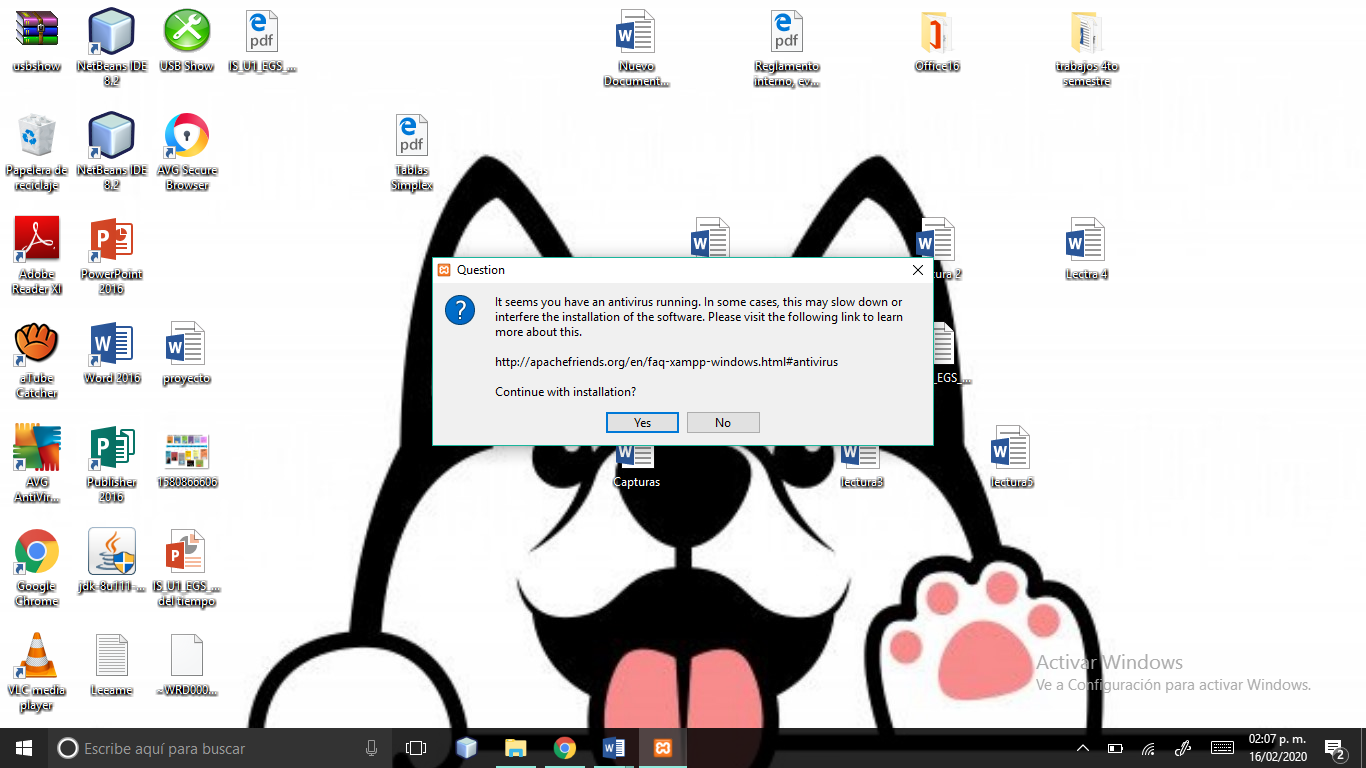 usbshow
NetBeans IDE
8.2
USB Show
IS_U1_EGS_...
Nuevo
Document...
Reglamento
interno, ev...
Office16
trabajos 4to
semestre
Papelera de
reciclaje
NetBeans IDE
8.2
AVG Secure
Browser
Tablas
Simplex
Adobe
Reader XI
PowerPoint
2016
tura 2
Lectra 4
Question
It seems you have an antivirus running. In some cases, this may slow down or
interfere the installation of the software. Please visit the following link to learn
more about this.
http://apachefriends.org/en/faq-xampp-windows.html#antivirus
Continue with installation?
Yes
No
aTube
Catcher
Word 2016
proyecto
_EGS_...
AVG
AntiVir...
Publisher
2016
1580866606
Capturas
lectura3
lectura5
Google
Chrome
jdk-8u111-...
IS_U1_EGS_...
del tiempo
VLC media
player
Leeame
~WRD000...
Activar Windows
Ve a Configuración para activar Windows.
Escribe aquí para buscar
02:07 p. m.
16/02/2020
2